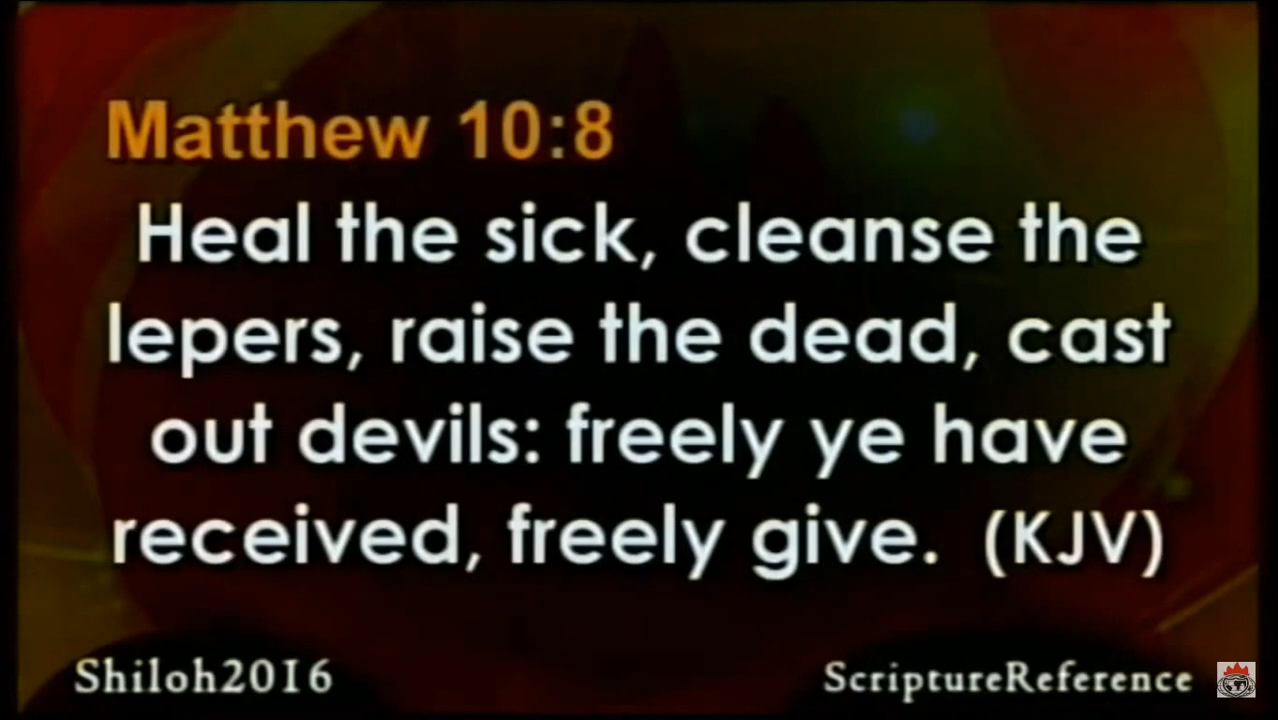 Matthew 10:8
Heal the sick, cleanse the
lepers, raise the dead, cast
out devils: freely ye have
received, freely give.  (KJV)
Shiloh2016
ScriptureReference